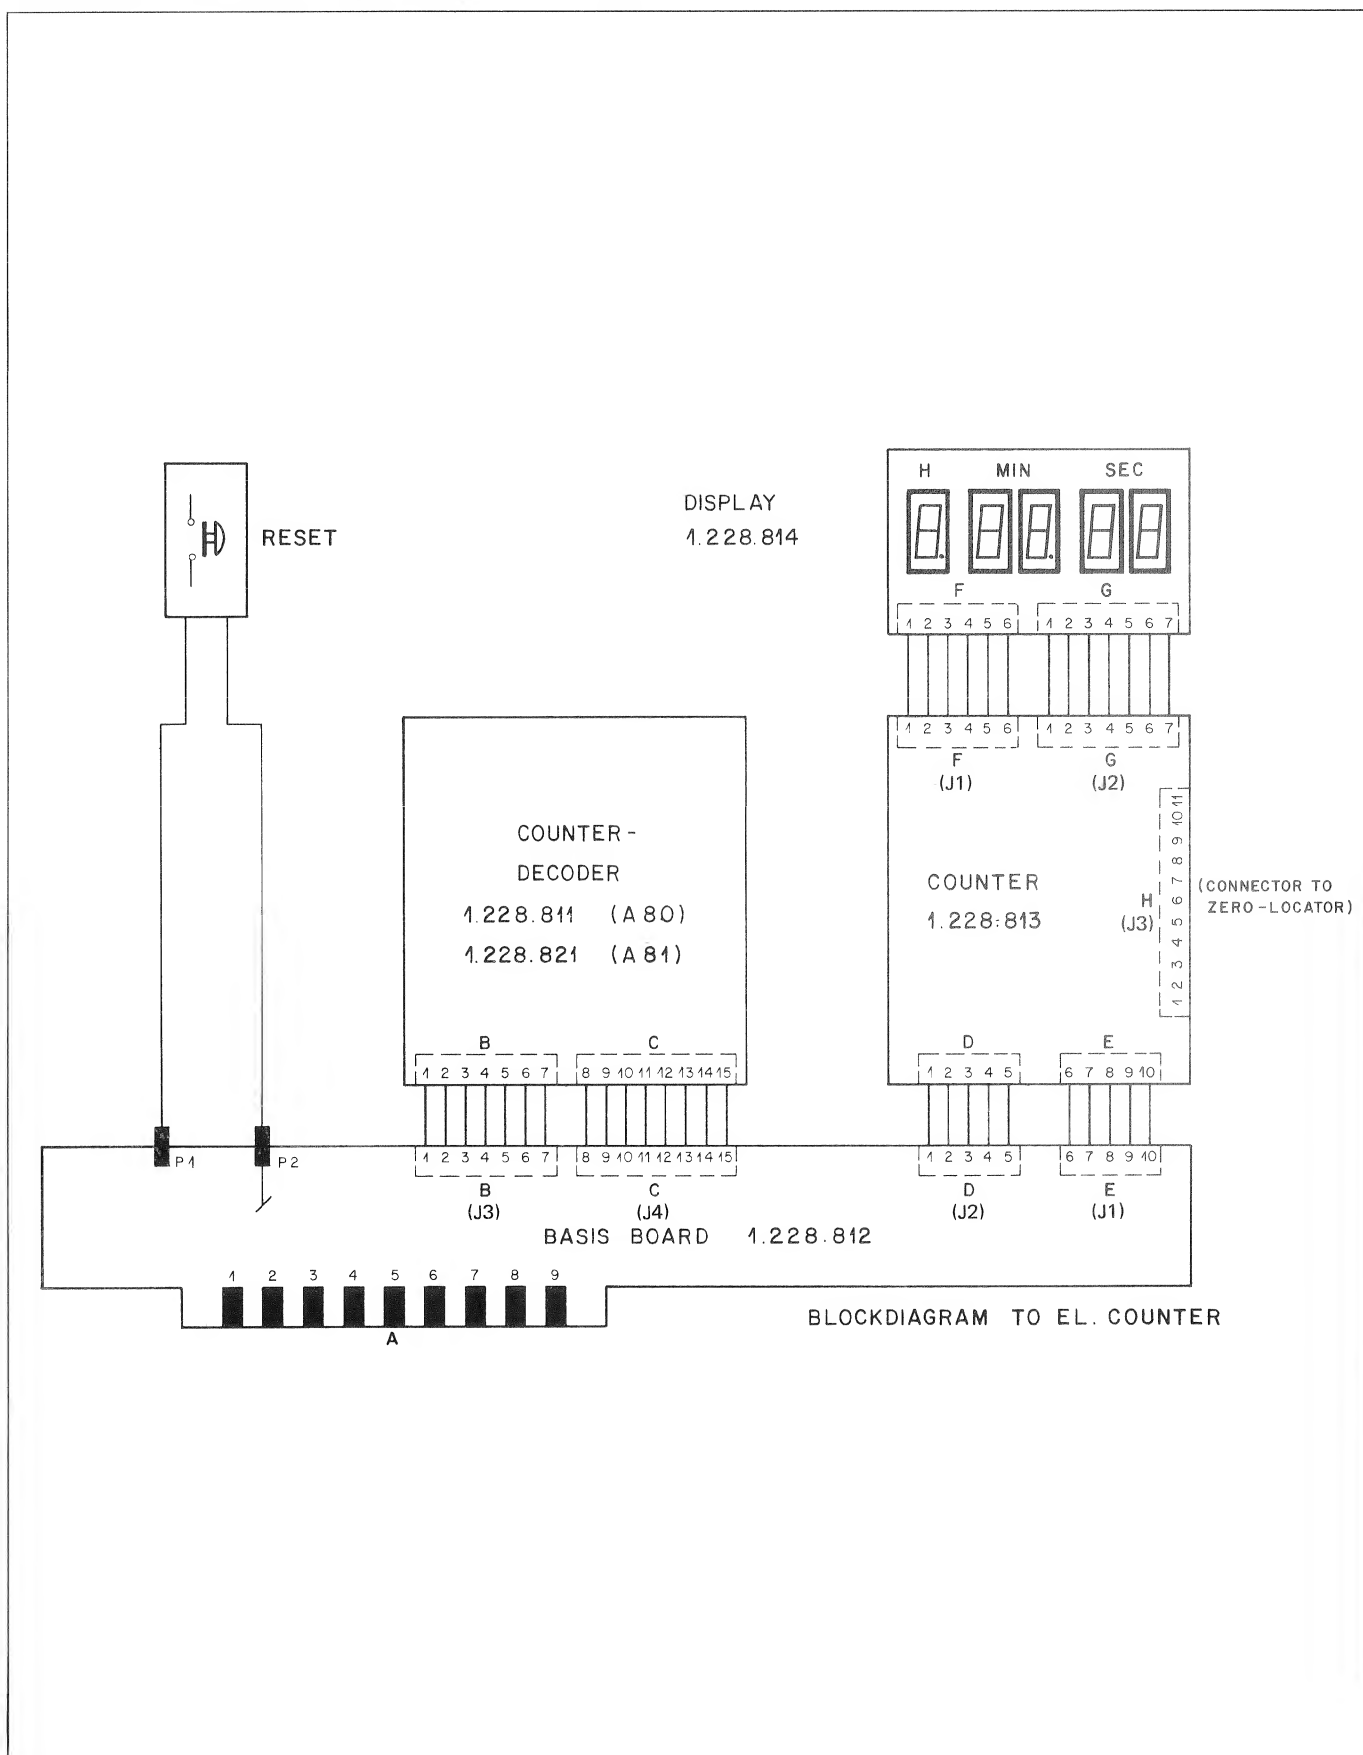 H MIN SEC
DISPLAY
1.228.814
RESET
F G
1 2 3 4 5 6 1 2 3 4 5 6 7
1 2 3 4 5 6 1 2 3 4 5 6 7
F G
(J1) (J2)
COUNTER-
DECODER
1.228.811 (A80)
1.228.821 (A81)
COUNTER
1.228.813
H
(J3)
1 2 3 4 5 6 7 8 9 10 11
(CONNECTOR TO
ZERO-LOCATOR)
B C D E
1 2 3 4 5 6 7 8 9 10 11 12 13 14 15 1 2 3 4 5 6 7 8 9 10
P1 P2
1 2 3 4 5 6 7 8 9 10 11 12 13 14 15 1 2 3 4 5 6 7 8 9 10
B C D E
(J3) (J4) (J2) (J1)
BASIS BOARD 1.228.812
1 2 3 4 5 6 7 8 9
A
BLOCKDIAGRAM TO EL. COUNTER